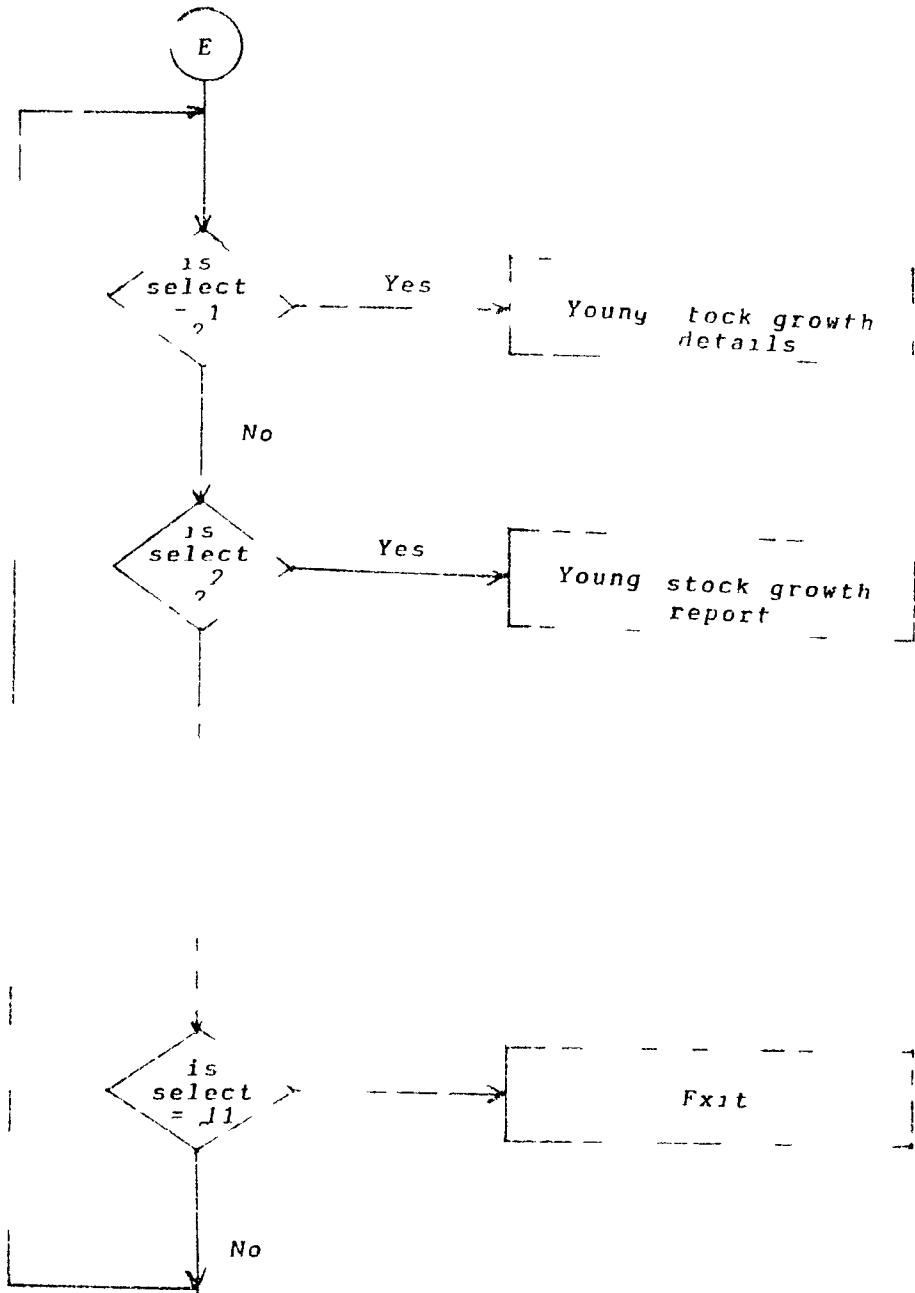 E
is
select
= 1
?
Yes
Young tock growth
details
No
is
select
2
?
Yes
Young stock growth
report
is
select
= 11
Exit
No